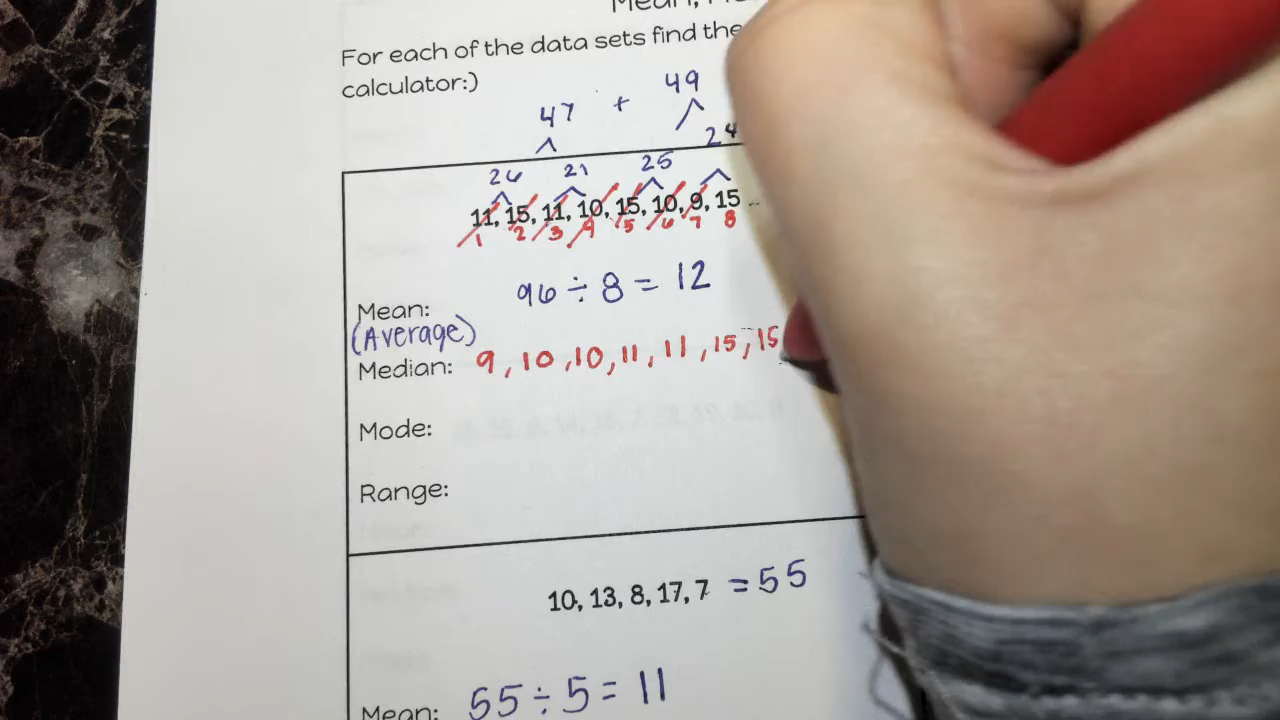 For each of the data sets find the
calculator:)
47 + 49
26 21 25 24
11, 15, 11, 10, 15, 10, 9, 15
1 2 3 4 5 6 7 8
Mean: 96 ÷ 8 = 12
(Average)
Median: 9, 10, 10, 11, 11, 15, 15
Mode:
Range:
10, 13, 8, 17, 7 = 55
Mean: 55 ÷ 5 = 11